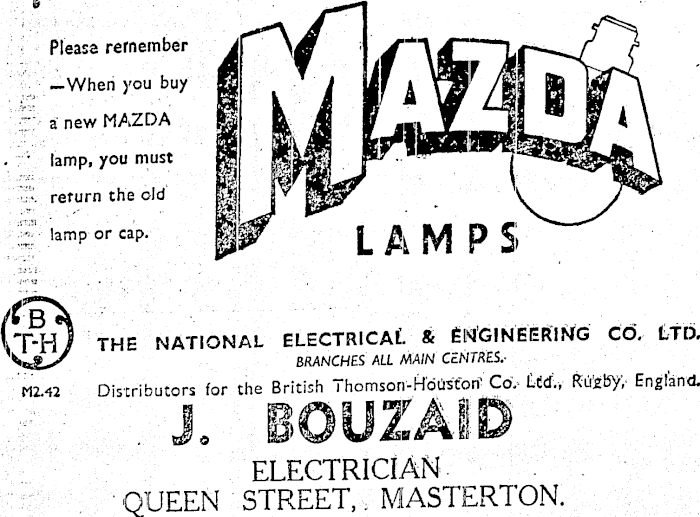 Please remember
—When you buy
a new MAZDA
lamp, you must
return the old
lamp or cap.
MAZDA
LAMPS
B
T-H
THE NATIONAL ELECTRICAL & ENGINEERING CO. LTD.
BRANCHES ALL MAIN CENTRES.
M2.42
Distributors for the British Thomson-Houston Co. Ltd., Rugby, England.
J. BOUZAID
ELECTRICIAN
QUEEN STREET, MASTERTON.